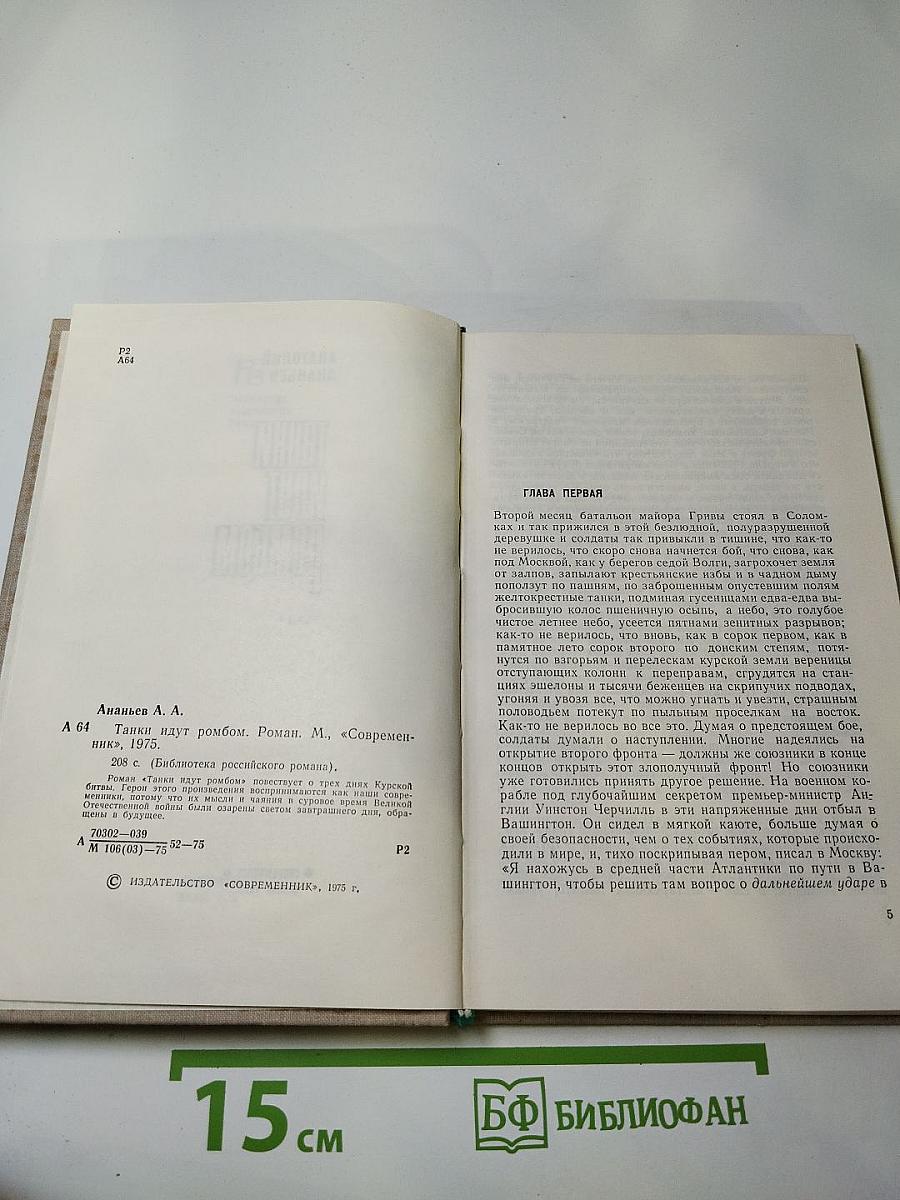 Р2
А64
Ананьев А. А.
А 64 Танки идут ромбом. Роман. М., «Современ-
ник», 1975.
208 с. (Библиотека российского романа).
Роман «Танки идут ромбом» повествует о трех днях Курской
битвы. Герои этого произведения воспринимаются как наши совре-
менники, потому что их мысли и чаяния в суровое время Великой
Отечественной войны были озарены светом завтрашнего дня, обра-
щены в будущее.
А 70302—039
М 106(03)—75 52—75 Р2
© ИЗДАТЕЛЬСТВО «СОВРЕМЕННИК», 1975 г.
ГЛАВА ПЕРВАЯ
Второй месяц батальон майора Гривы стоял в Солом-
ках и так прижился в этой безлюдной, полуразрушенной
деревушке и солдаты так привыкли в тишине, что как-то
не верилось, что скоро снова начнется бой, что снова, как
под Москвой, как у берегов седой Волги, загрохочет земля
от залпов, запылают крестьянские избы и в чадном дыму
поползут по пашням, по заброшенным опустевшим полям
желтокрестные танки, подминая гусеницами едва-едва вы-
бросившую колос пшеничную осыпь, а небо, это голубое
чистое летнее небо, усеется пятнами зенитных разрывов;
как-то не верилось, что вновь, как в сорок первом, как в
памятное лето сорок второго по донским степям, потя-
нутся по взгорьям и перелескам курской земли вереницы
отступающих колонн к переправам, сгрудятся на стан-
циях эшелоны и тысячи беженцев на скрипучих подводах,
угоняя и увозя все, что можно угнать и увезти, страшным
половодьем потекут по пыльным проселкам на восток.
Как-то не верилось во все это. Думая о предстоящем бое,
солдаты думали о наступлении. Многие надеялись на
открытие второго фронта — должны же союзники в конце
концов открыть этот злополучный фронт! Но союзники
уже готовились принять другое решение. На военном ко-
рабле под глубочайшим секретом премьер-министр Ан-
глии Уинстон Черчилль в эти напряженные дни отбыл в
Вашингтон. Он сидел в мягкой каюте, больше думая о
своей безопасности, чем о тех событиях, которые происхо-
дили в мире, и, тихо поскрипывая пером, писал в Москву:
«Я нахожусь в средней части Атлантики по пути в Ва-
шингтон, чтобы решить там вопрос о дальнейшем ударе в
5
15 см
БФ БИБЛИОФАН